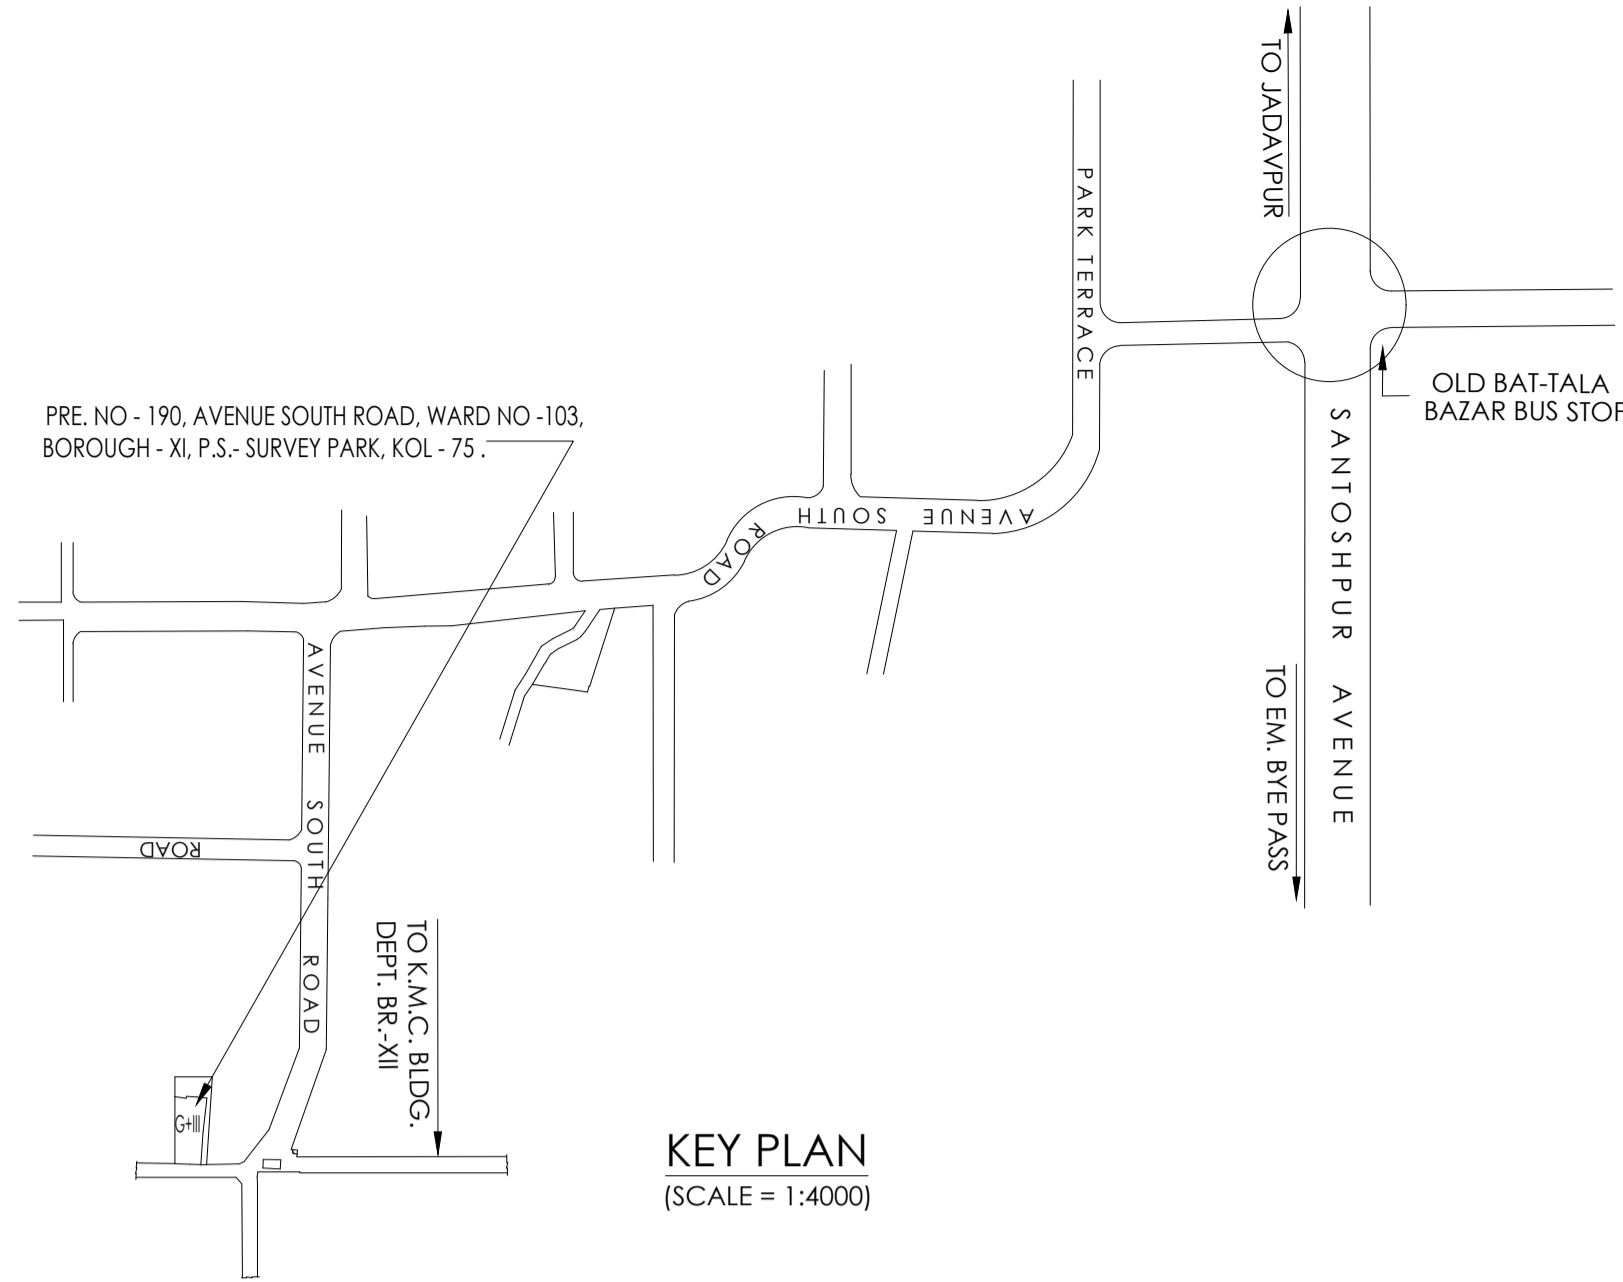 TO JADAVPUR
PARK TERRACE
OLD BAT-TALA
BAZAR BUS STOP
PRE. NO - 190, AVENUE SOUTH ROAD, WARD NO -103,
BOROUGH - XI, P.S.- SURVEY PARK, KOL - 75 .
SANTOSHPUR AVENUE
AVENUE SOUTH ROAD
TO EM. BYE PASS
AVENUE SOUTH ROAD
ROAD
TO K.M.C. BLDG.
DEPT. BR.-XII
G+III
KEY PLAN
(SCALE = 1:4000)